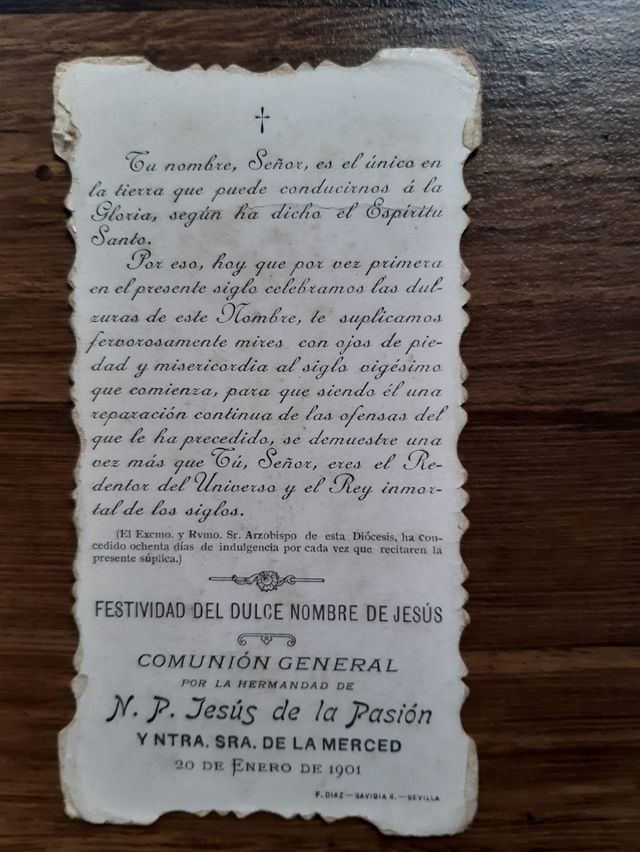 †
Tu nombre, Señor, es el único en
la tierra que puede conducirnos á la
Gloria, según ha dicho el Espíritu
Santo.
Por eso, hoy que por vez primera
en el presente siglo celebramos las dul-
zuras de este Nombre, te suplicamos
fervorosamente mires con ojos de pie-
dad y misericordia al siglo vigésimo
que comienza, para que siendo él una
reparación continua de las ofensas del
que le ha precedido, se demuestre una
vez más que Tú, Señor, eres el Re-
dentor del Universo y el Rey inmor-
tal de los siglos.
(El Excmo. y Rvmo. Sr. Arzobispo de esta Diócesis, ha con-
cedido ochenta días de indulgencia por cada vez que recitaren la
presente súplica.)
FESTIVIDAD DEL DULCE NOMBRE DE JESÚS
COMUNIÓN GENERAL
POR LA HERMANDAD DE
N. P. Jesús de la Pasión
Y NTRA. SRA. DE LA MERCED
20 DE ENERO DE 1901
F. DIAZ — GAVIDIA 6. — SEVILLA